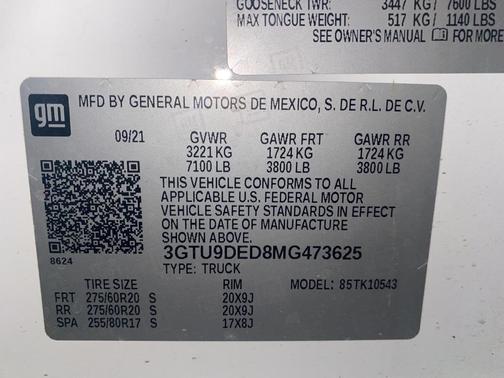 GOOSENECK TWR: 3447 KG/ 7600 LBS
MAX TONGUE WEIGHT: 517 KG / 1140 LBS
SEE OWNER'S MANUAL FOR MORE
gm
MFD BY GENERAL MOTORS DE MEXICO, S. DE R.L. DE C.V.
09/21 GVWR GAWR FRT GAWR RR
3221 KG 1724 KG 1724 KG
7100 LB 3800 LB 3800 LB
THIS VEHICLE CONFORMS TO ALL
APPLICABLE U.S. FEDERAL MOTOR
VEHICLE SAFETY STANDARDS IN EFFECT
ON THE DATE OF MANUFACTURE
SHOWN ABOVE.
8624
3GTU9DED8MG473625
TYPE: TRUCK
TIRE SIZE RIM MODEL: 85TK10543
FRT 275/60R20 S 20X9J
RR 275/60R20 S 20X9J
SPA 255/80R17 S 17X8J